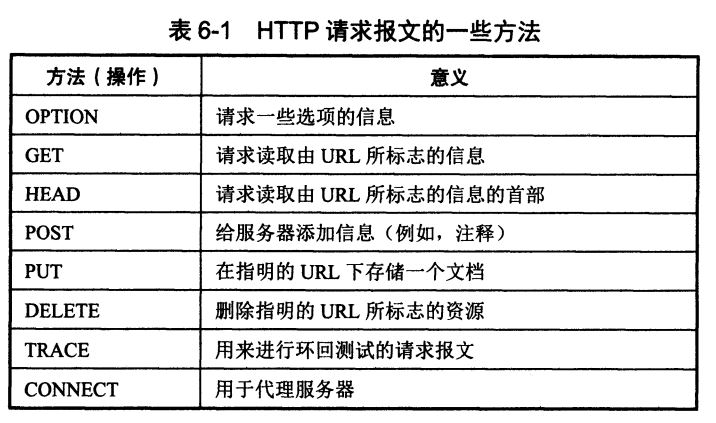 表 6-1 HTTP 请求报文的一些方法
方法（操作） 意义
OPTION 请求一些选项的信息
GET 请求读取由 URL 所标志的信息
HEAD 请求读取由 URL 所标志的信息的首部
POST 给服务器添加信息（例如，注释）
PUT 在指明的 URL 下存储一个文档
DELETE 删除指明的 URL 所标志的资源
TRACE 用来进行环回测试的请求报文
CONNECT 用于代理服务器